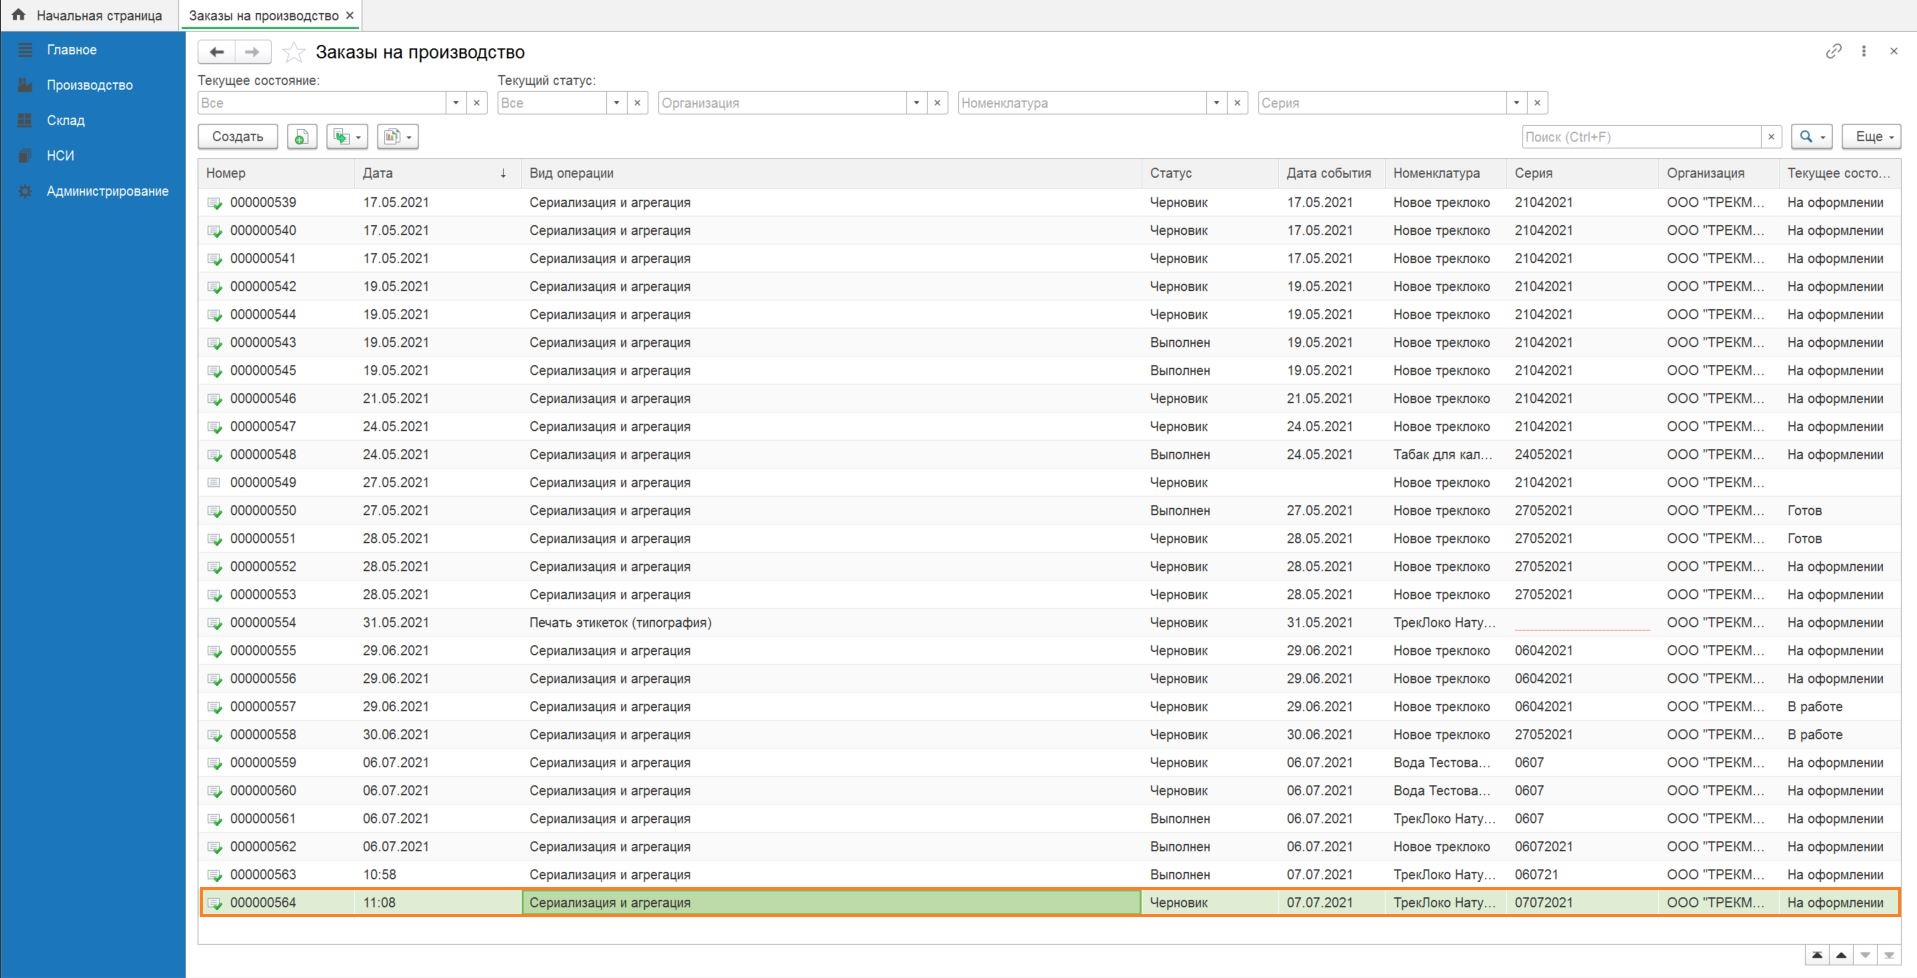 Начальная страница
Заказы на производство ×
Главное
Производство
Склад
НСИ
Администрирование
Заказы на производство
Текущее состояние:
Текущий статус:
Все
Все
Организация
Номенклатура
Серия
Создать
Поиск (Ctrl+F)
Еще
Номер Дата ↓ Вид операции Статус Дата события Номенклатура Серия Организация Текущее состо...
000000539 17.05.2021 Сериализация и агрегация Черновик 17.05.2021 Новое треклоко 21042021 ООО "ТРЕКМ... На оформлении
000000540 17.05.2021 Сериализация и агрегация Черновик 17.05.2021 Новое треклоко 21042021 ООО "ТРЕКМ... На оформлении
000000541 17.05.2021 Сериализация и агрегация Черновик 17.05.2021 Новое треклоко 21042021 ООО "ТРЕКМ... На оформлении
000000542 19.05.2021 Сериализация и агрегация Черновик 19.05.2021 Новое треклоко 21042021 ООО "ТРЕКМ... На оформлении
000000544 19.05.2021 Сериализация и агрегация Черновик 19.05.2021 Новое треклоко 21042021 ООО "ТРЕКМ... На оформлении
000000543 19.05.2021 Сериализация и агрегация Выполнен 19.05.2021 Новое треклоко 21042021 ООО "ТРЕКМ... На оформлении
000000545 19.05.2021 Сериализация и агрегация Выполнен 19.05.2021 Новое треклоко 21042021 ООО "ТРЕКМ... На оформлении
000000546 21.05.2021 Сериализация и агрегация Черновик 21.05.2021 Новое треклоко 21042021 ООО "ТРЕКМ... На оформлении
000000547 24.05.2021 Сериализация и агрегация Черновик 24.05.2021 Новое треклоко 21042021 ООО "ТРЕКМ... На оформлении
000000548 24.05.2021 Сериализация и агрегация Выполнен 24.05.2021 Табак для кал... 24052021 ООО "ТРЕКМ... На оформлении
000000549 27.05.2021 Сериализация и агрегация Черновик Новое треклоко 21042021 ООО "ТРЕКМ...
000000550 27.05.2021 Сериализация и агрегация Выполнен 27.05.2021 Новое треклоко 27052021 ООО "ТРЕКМ... Готов
000000551 28.05.2021 Сериализация и агрегация Черновик 28.05.2021 Новое треклоко 27052021 ООО "ТРЕКМ... Готов
000000552 28.05.2021 Сериализация и агрегация Черновик 28.05.2021 Новое треклоко 27052021 ООО "ТРЕКМ... На оформлении
000000553 28.05.2021 Сериализация и агрегация Черновик 28.05.2021 Новое треклоко 27052021 ООО "ТРЕКМ... На оформлении
000000554 31.05.2021 Печать этикеток (типография) Черновик 31.05.2021 ТрекЛоко Нату... ООО "ТРЕКМ... На оформлении
000000555 29.06.2021 Сериализация и агрегация Черновик 29.06.2021 Новое треклоко 06042021 ООО "ТРЕКМ... На оформлении
000000556 29.06.2021 Сериализация и агрегация Черновик 29.06.2021 Новое треклоко 06042021 ООО "ТРЕКМ... На оформлении
000000557 29.06.2021 Сериализация и агрегация Черновик 29.06.2021 Новое треклоко 06042021 ООО "ТРЕКМ... В работе
000000558 30.06.2021 Сериализация и агрегация Черновик 30.06.2021 Новое треклоко 27052021 ООО "ТРЕКМ... В работе
000000559 06.07.2021 Сериализация и агрегация Черновик 06.07.2021 Вода Тестова... 0607 ООО "ТРЕКМ... На оформлении
000000560 06.07.2021 Сериализация и агрегация Черновик 06.07.2021 Вода Тестова... 0607 ООО "ТРЕКМ... На оформлении
000000561 06.07.2021 Сериализация и агрегация Выполнен 06.07.2021 ТрекЛоко Нату... 0607 ООО "ТРЕКМ... На оформлении
000000562 06.07.2021 Сериализация и агрегация Выполнен 06.07.2021 Новое треклоко 06072021 ООО "ТРЕКМ... На оформлении
000000563 10:58 Сериализация и агрегация Выполнен 07.07.2021 ТрекЛоко Нату... 060721 ООО "ТРЕКМ... На оформлении
000000564 11:08 Сериализация и агрегация Черновик 07.07.2021 ТрекЛоко Нату... 07072021 ООО "ТРЕКМ... На оформлении